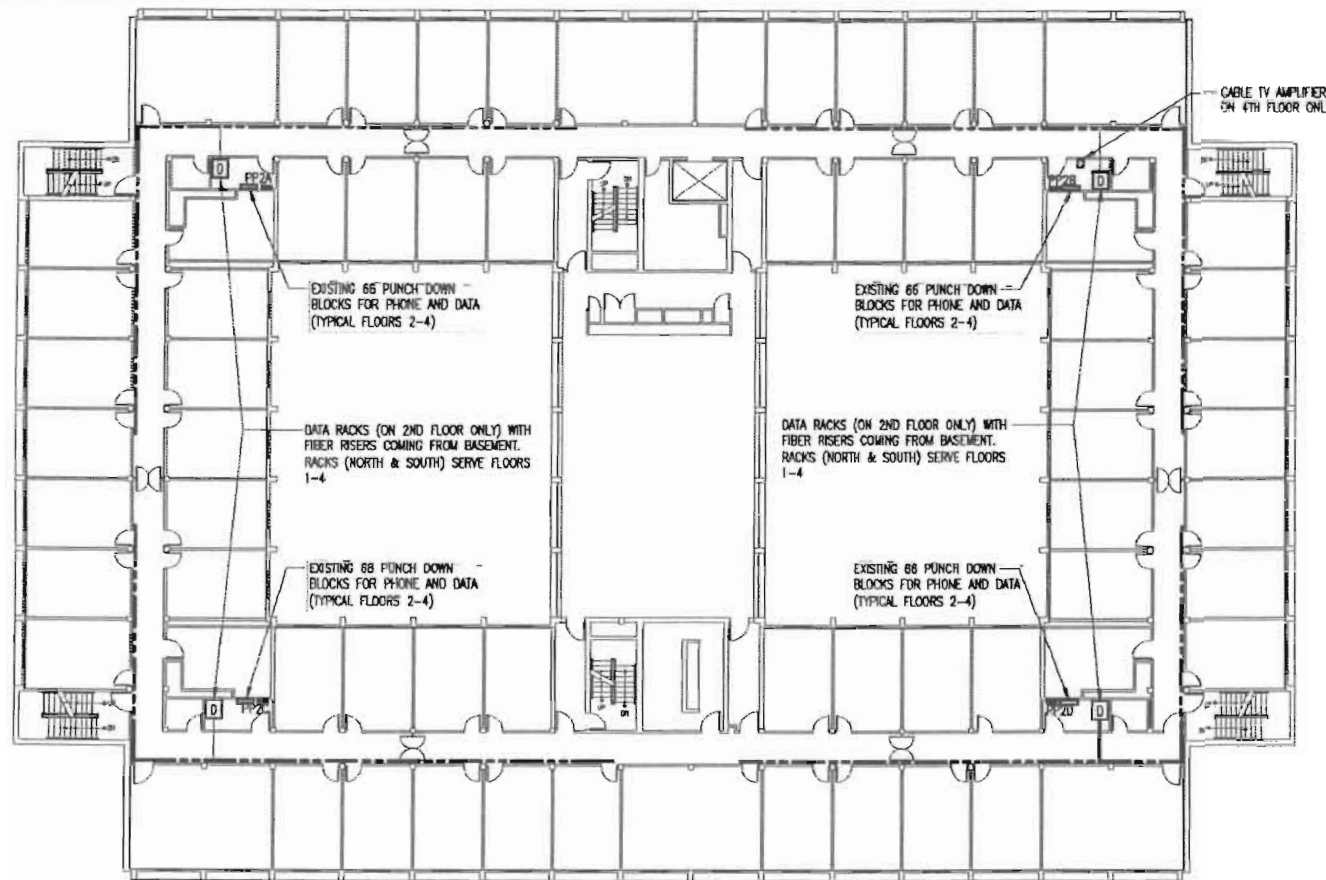 CABLE TV AMPLIFIER
ON 4TH FLOOR ONL
D
PP2A
PP2B
D
EXISTING 66 PUNCH DOWN
BLOCKS FOR PHONE AND DATA
(TYPICAL FLOORS 2-4)
EXISTING 66 PUNCH DOWN
BLOCKS FOR PHONE AND DATA
(TYPICAL FLOORS 2-4)
DATA RACKS (ON 2ND FLOOR ONLY) WITH
FIBER RISERS COMING FROM BASEMENT.
RACKS (NORTH & SOUTH) SERVE FLOORS
1-4
DATA RACKS (ON 2ND FLOOR ONLY) WITH
FIBER RISERS COMING FROM BASEMENT.
RACKS (NORTH & SOUTH) SERVE FLOORS
1-4
EXISTING 66 PUNCH DOWN
BLOCKS FOR PHONE AND DATA
(TYPICAL FLOORS 2-4)
EXISTING 66 PUNCH DOWN
BLOCKS FOR PHONE AND DATA
(TYPICAL FLOORS 2-4)
D
PP2C
PP2D
D